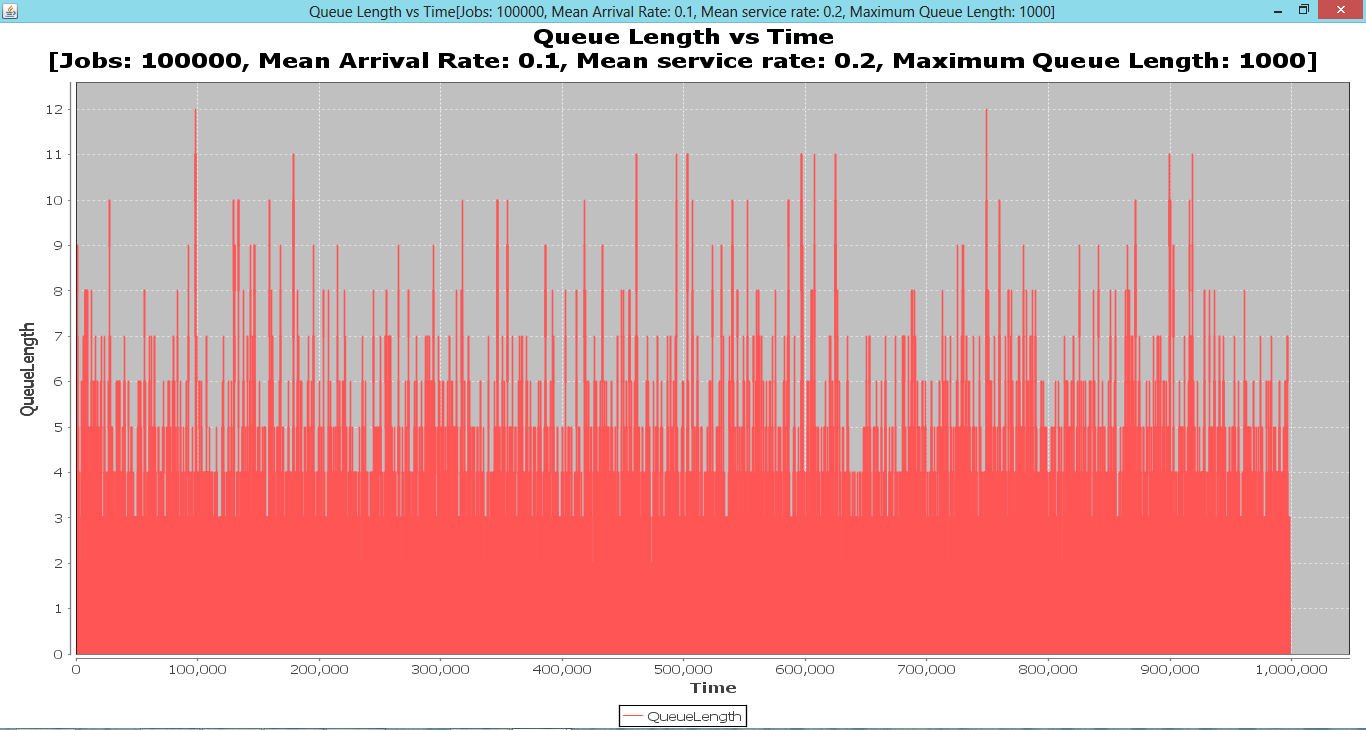 Queue Length vs Time[Jobs: 100000, Mean Arrival Rate: 0.1, Mean service rate: 0.2, Maximum Queue Length: 1000]
Queue Length vs Time
[Jobs: 100000, Mean Arrival Rate: 0.1, Mean service rate: 0.2, Maximum Queue Length: 1000]
12
11
10
9
8
7
6
5
4
3
2
1
0
QueueLength
0 100,000 200,000 300,000 400,000 500,000 600,000 700,000 800,000 900,000 1,000,000
Time
QueueLength